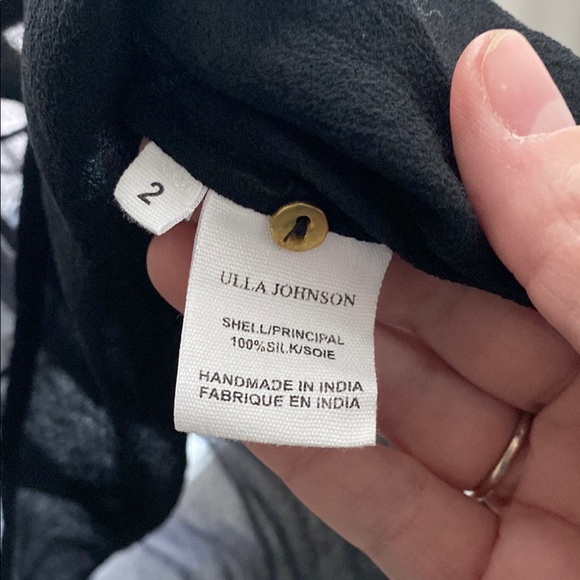 2
ULLA JOHNSON
SHELL/PRINCIPAL
100%SILK/SOIE
HANDMADE IN INDIA
FABRIQUE EN INDIA